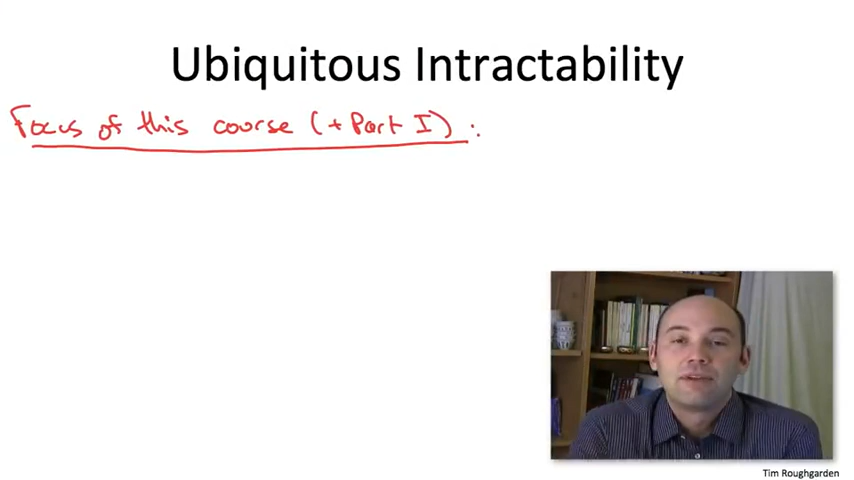 Ubiquitous Intractability
Focus of this course (+ Part I) :
Tim Roughgarden